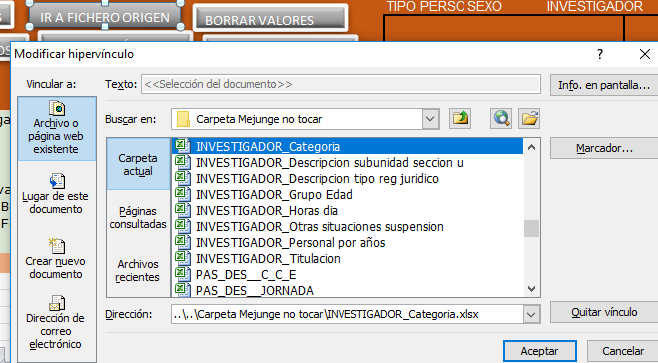 IR A FICHERO ORIGEN
BORRAR VALORES
TIPO PERSC SEXO
INVESTIGADOR
Modificar hipervínculo
Vincular a:
Texto: <<Selección del documento>>
Info. en pantalla...
Archivo o
página web
existente
Buscar en: Carpeta Mejunge no tocar
Lugar de este
documento
Crear nuevo
documento
Dirección de
correo
electrónico
Carpeta
actual
Páginas
consultadas
Archivos
recientes
INVESTIGADOR_Categoria
INVESTIGADOR_Descripcion subunidad seccion u
INVESTIGADOR_Descripcion tipo reg juridico
INVESTIGADOR_Grupo Edad
INVESTIGADOR_Horas dia
INVESTIGADOR_Otras situaciones suspension
INVESTIGADOR_Personal por años
INVESTIGADOR_Titulacion
PAS_DES__C_C_E
PAS_DES__JORNADA
Marcador...
Dirección: ..\..\Carpeta Mejunge no tocar\INVESTIGADOR_Categoria.xlsx
Quitar vínculo
Aceptar
Cancelar